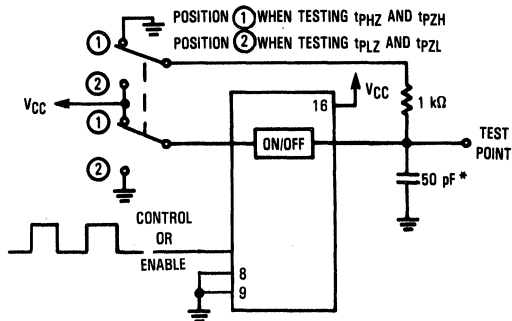 POSITION ① WHEN TESTING tPHZ AND tPZH
POSITION ② WHEN TESTING tPLZ AND tPZL
①
②
VCC
①
②
16
VCC
1 kΩ
ON/OFF
TEST
POINT
50 pF*
CONTROL
OR
ENABLE
8
9